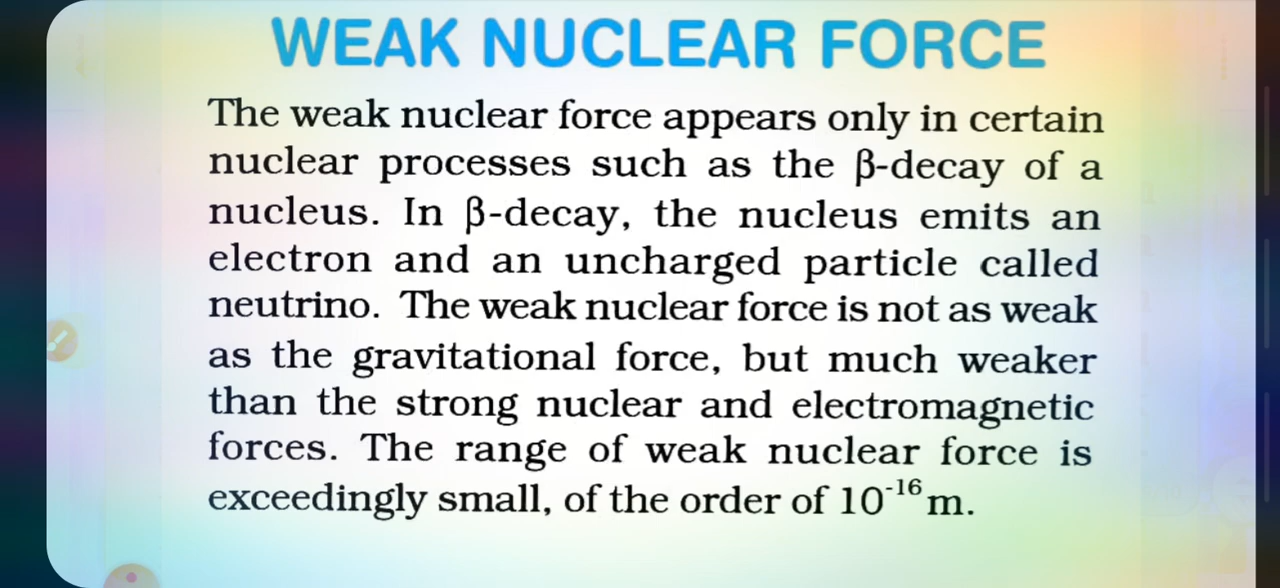 WEAK NUCLEAR FORCE
The weak nuclear force appears only in certain
nuclear processes such as the β-decay of a
nucleus. In β-decay, the nucleus emits an
electron and an uncharged particle called
neutrino. The weak nuclear force is not as weak
as the gravitational force, but much weaker
than the strong nuclear and electromagnetic
forces. The range of weak nuclear force is
exceedingly small, of the order of 10⁻¹⁶ m.